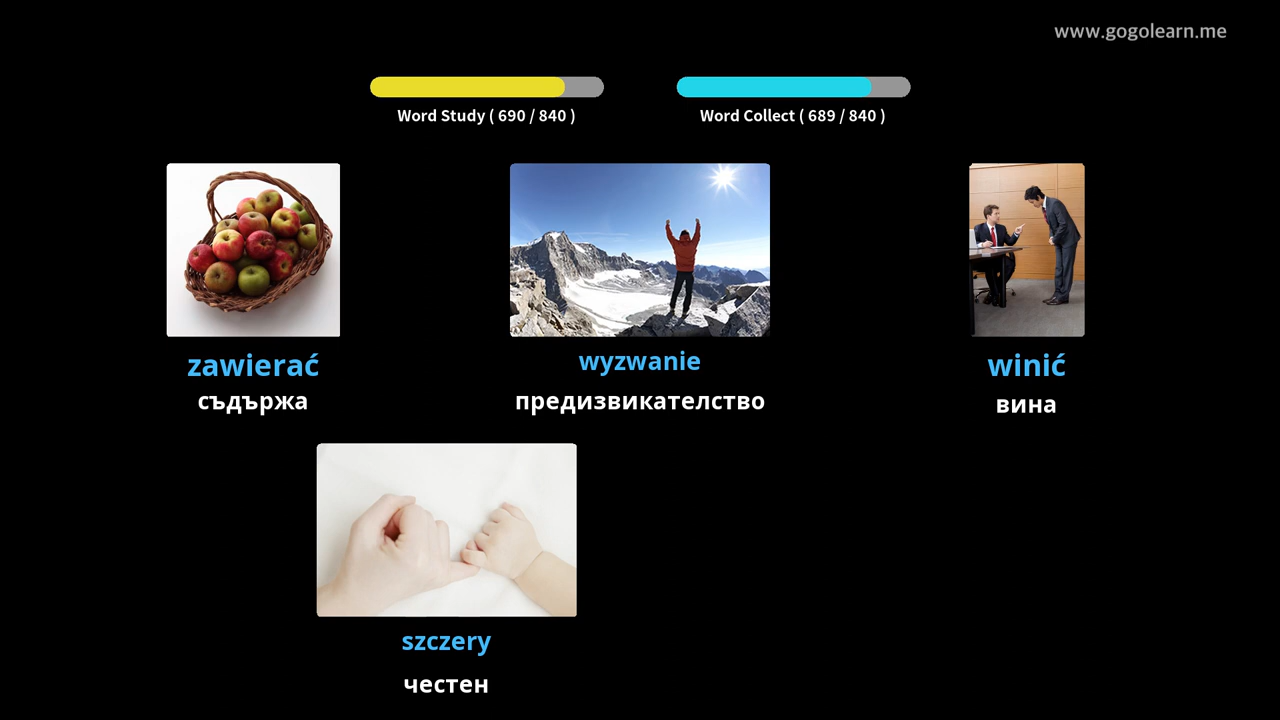 www.gogolearn.me
Word Study ( 690 / 840 )
Word Collect ( 689 / 840 )
zawierać
съдържа
wyzwanie
предизвикателство
winić
вина
szczery
честен